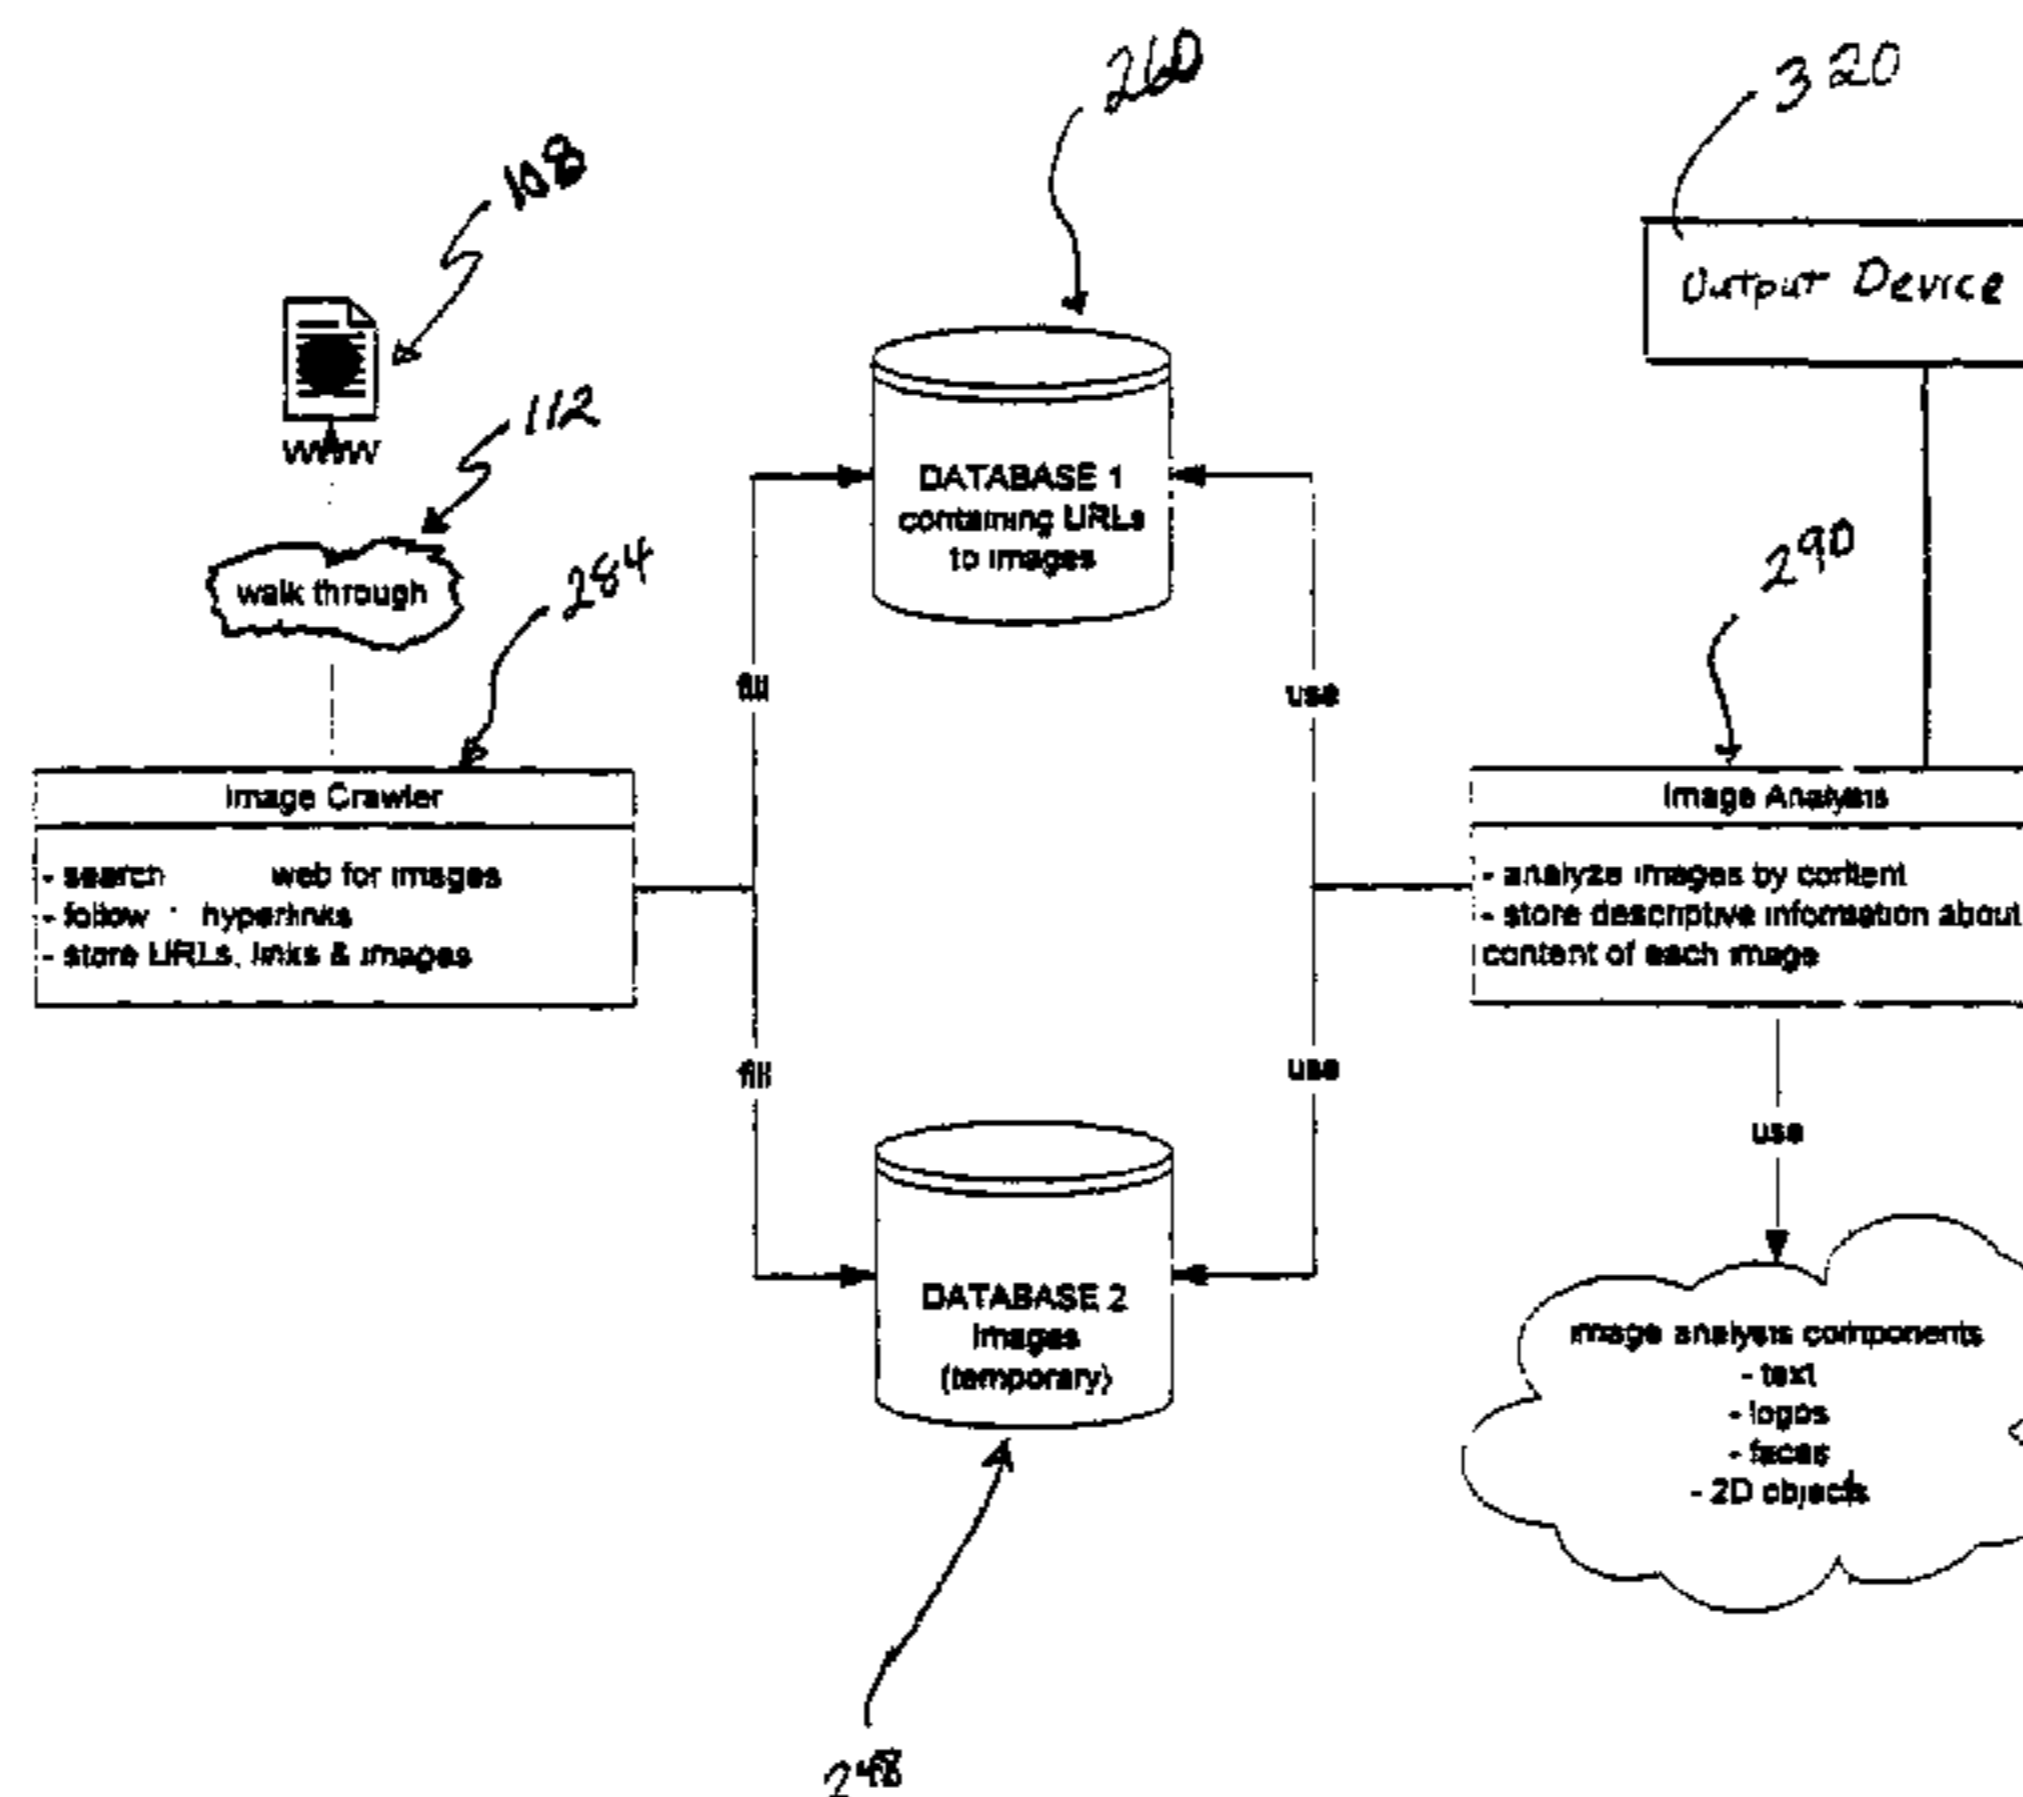 260
320
108
Output Device
112
WWW
DATABASE 1
containing URLs
to images
290
284
walk through
fill
use
Image Crawler
- search web for images
- follow hyperlinks
- store URLs, links & images
Image Analysis
- analyze images by content
- store descriptive information about
content of each image
fill
use
use
DATABASE 2
Images
(temporary)
image analysis components
- text
- logos
- faces
- 2D objects